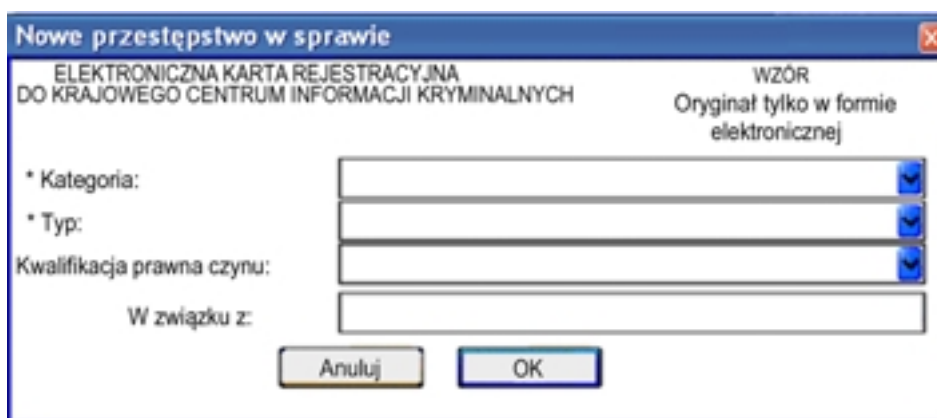 Nowe przestępstwo w sprawie
ELEKTRONICZNA KARTA REJESTRACYJNA
DO KRAJOWEGO CENTRUM INFORMACJI KRYMINALNYCH
WZÓR
Oryginał tylko w formie
elektronicznej
* Kategoria:
* Typ:
Kwalifikacja prawna czynu:
W związku z:
Anuluj OK